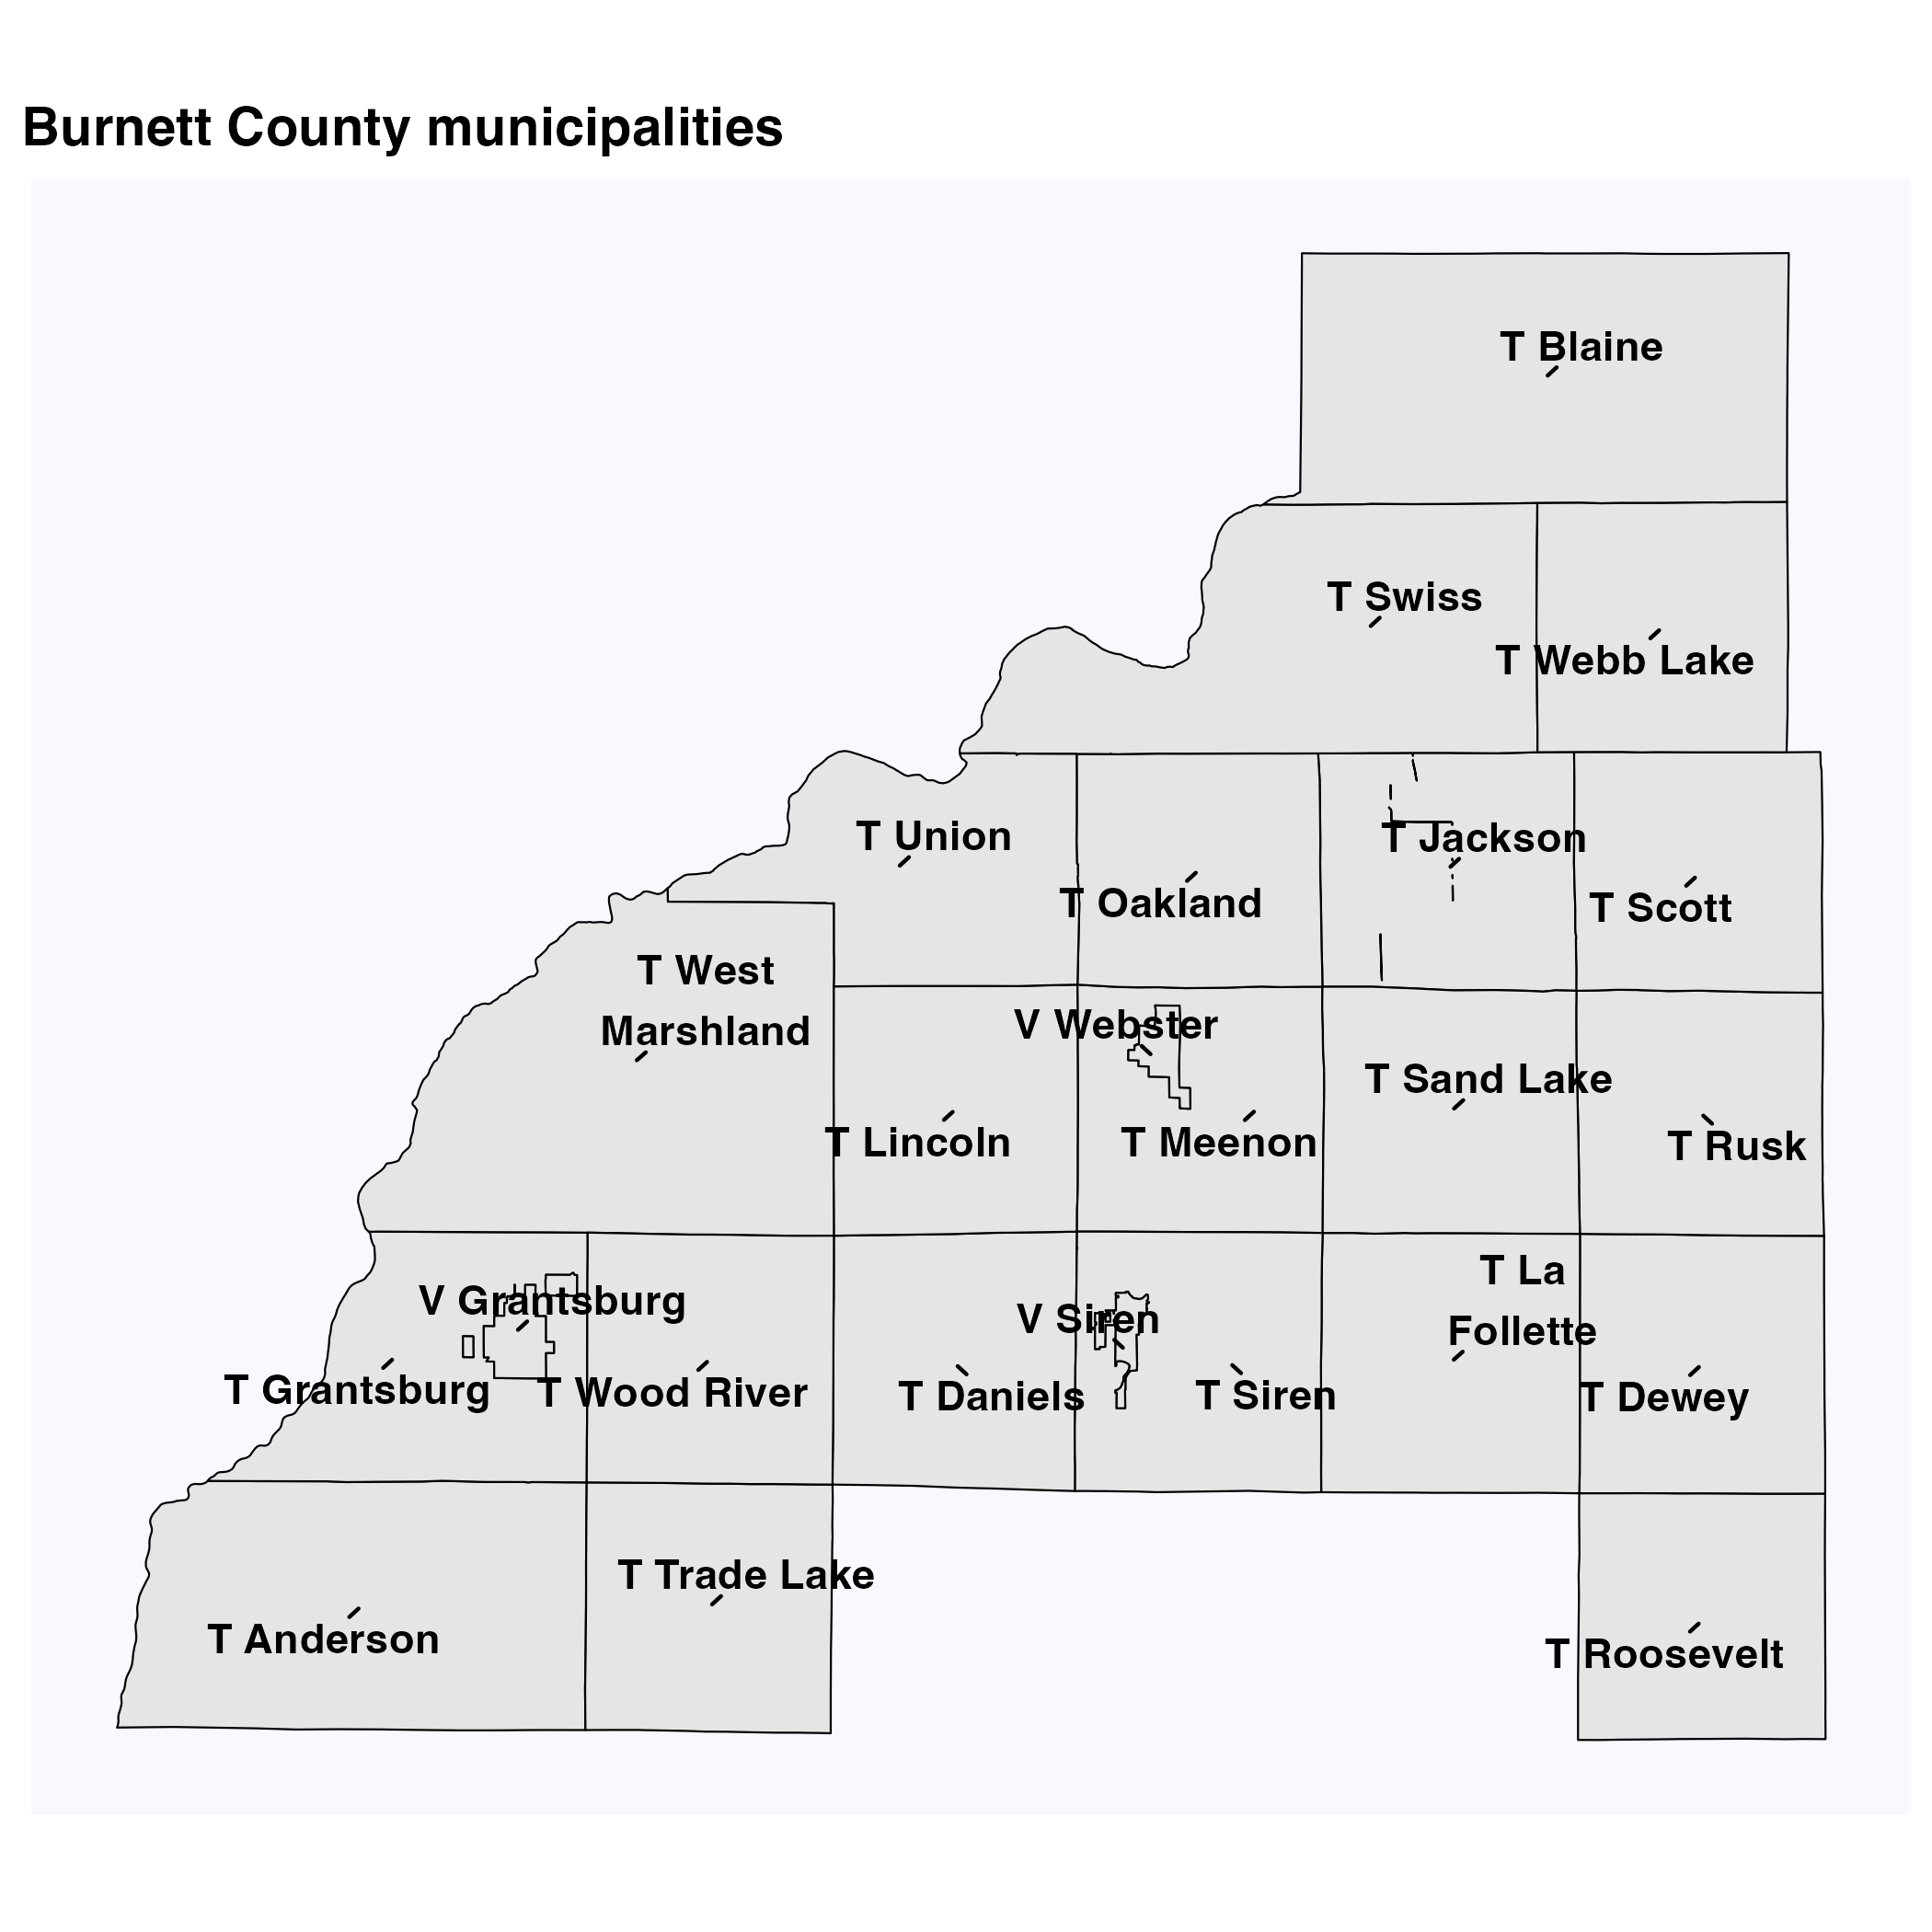 Burnett County municipalities
T Blaine
T Swiss
T Webb Lake
T Union
T Jackson
T Oakland
T Scott
T West
Marshland
V Webster
T Sand Lake
T Lincoln
T Meenon
T Rusk
T La
Follette
V Grantsburg
V Siren
T Grantsburg
T Wood River
T Daniels
T Siren
T Dewey
T Trade Lake
T Anderson
T Roosevelt